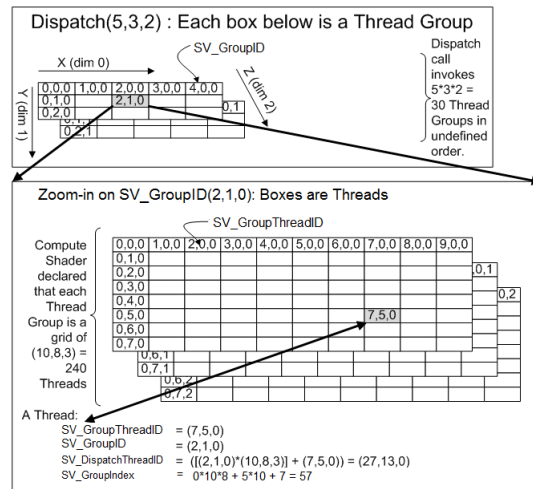 Dispatch(5,3,2) : Each box below is a Thread Group
X (dim 0)
SV_GroupID
Y (dim 1)
Z (dim 2)
0,0,0 1,0,0 2,0,0 3,0,0 4,0,0
0,1,0 2,1,0 0,1
0,2,0
0,2,1
Dispatch
call
invokes
5*3*2 =
30 Thread
Groups in
undefined
order.
Zoom-in on SV_GroupID(2,1,0): Boxes are Threads
SV_GroupThreadID
Compute
Shader
declared
that each
Thread
Group is a
grid of
(10,8,3) =
240
Threads
0,0,0 1,0,0 2,0,0 3,0,0 4,0,0 5,0,0 6,0,0 7,0,0 8,0,0 9,0,0
0,1,0
0,2,0 0,1
0,3,0
0,4,0 0,2
0,5,0 7,5,0
0,6,0
0,7,0
0,6,1
0,7,1
0,6,2
0,7,2
A Thread:
SV_GroupThreadID = (7,5,0)
SV_GroupID = (2,1,0)
SV_DispatchThreadID = ([(2,1,0)*(10,8,3)] + (7,5,0)) = (27,13,0)
SV_GroupIndex = 0*10*8 + 5*10 + 7 = 57